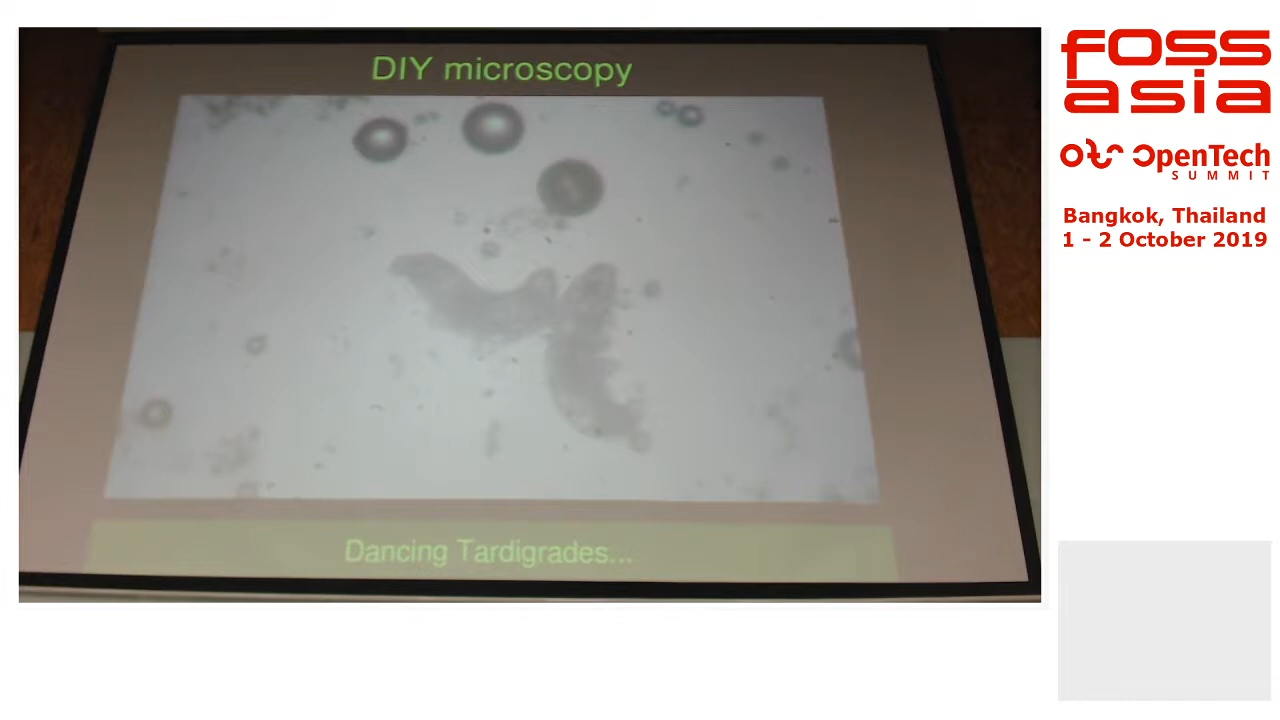 DIY microscopy
Dancing Tardigrades...
foss
asia
OpenTech
SUMMIT
Bangkok, Thailand
1 - 2 October 2019